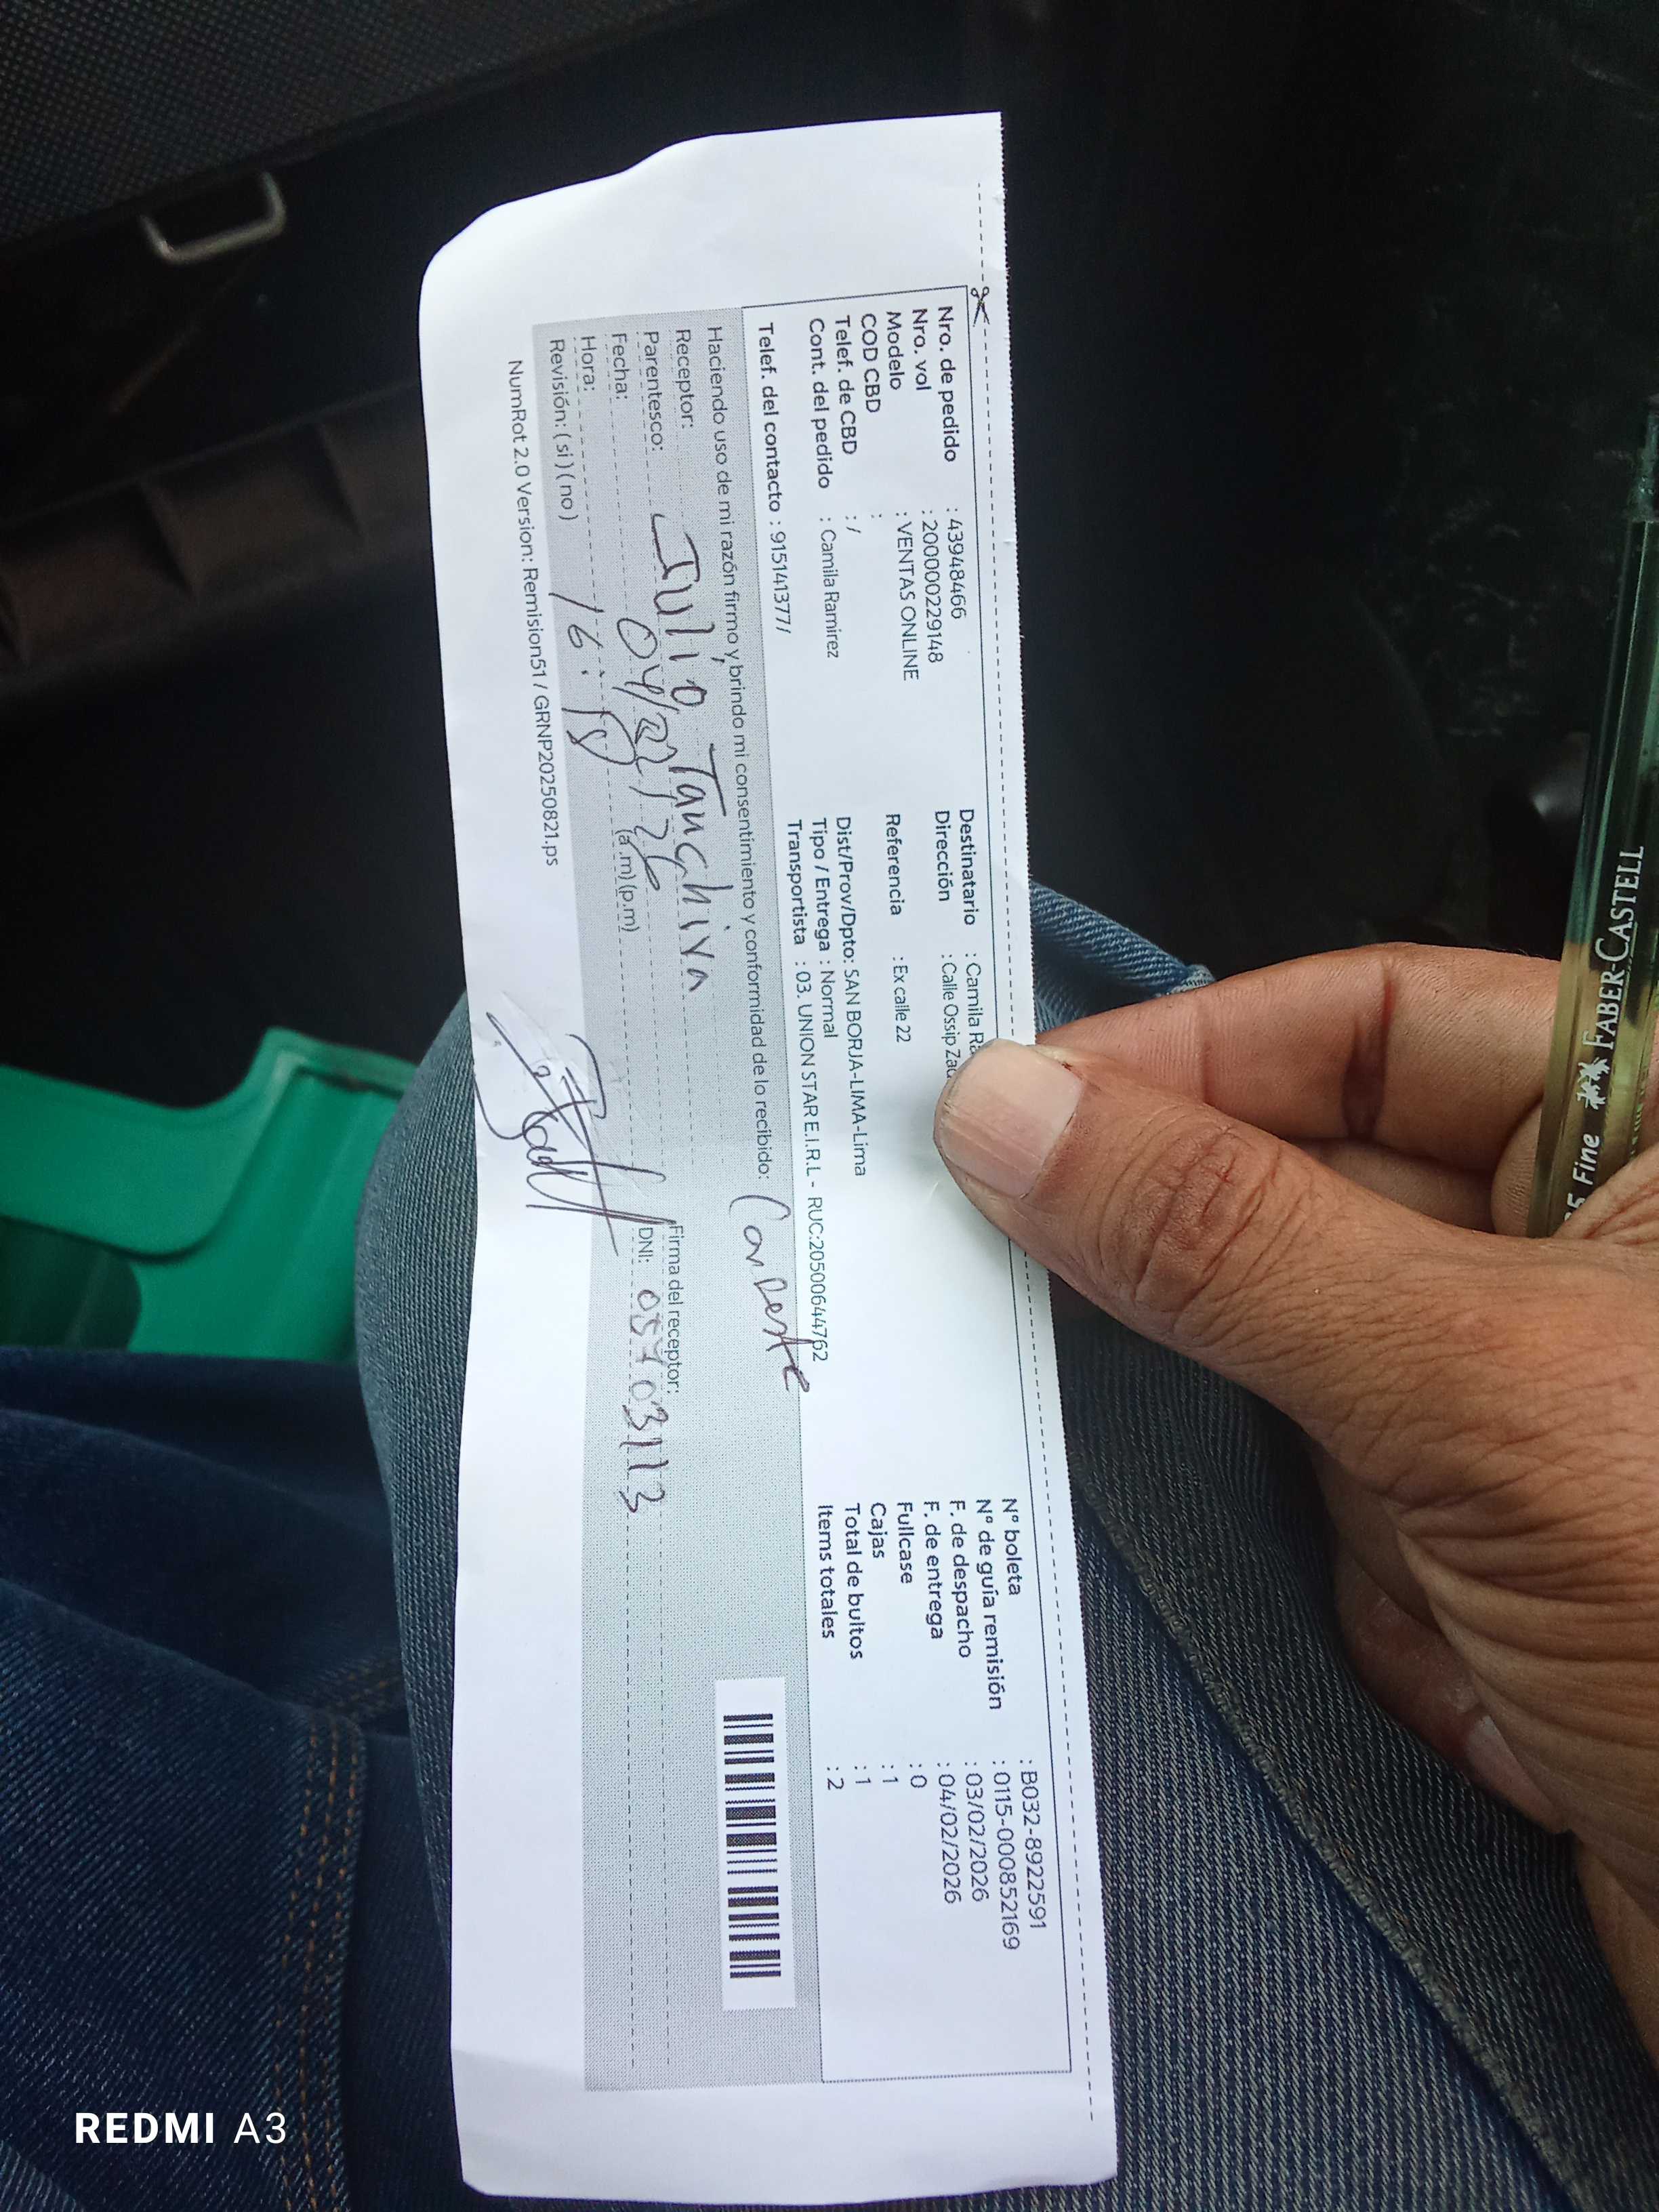 Nro. de pedido : 43948466
Nro. vol : 200000229148
Modelo : VENTAS ONLINE
COD CBD :
Telef. de CBD : /
Cont. del pedido : Camila Ramirez
Telef. del contacto : 915141377/
Destinatario : Camila Ra
Dirección : Calle Ossip Zad
Referencia : Ex calle 22
Dist/Prov/Dpto: SAN BORJA-LIMA-Lima
Tipo / Entrega : Normal
Transportista : 03. UNION STAR E.I.R.L - RUC:20500644762
N° boleta : B032-8922591
N° de guía remisión : 0115-000852169
F. de despacho : 03/02/2026
F. de entrega : 04/02/2026
Fullcase : 0
Cajas : 1
Total de bultos : 1
Items totales : 2
Haciendo uso de mi razón firmo y brindo mi consentimiento y conformidad de lo recibido:
Receptor: Julio Tanchiva
Parentesco:
Fecha: 04/02/26
Hora: 16: (a.m) (p.m)
Revisión: ( si ) ( no )
Firma del receptor:
DNI: 05703113
NumRot 2.0 Version: Remision51 / GRNP20250821.ps
FABER-CASTELL
Fine
REDMI A3